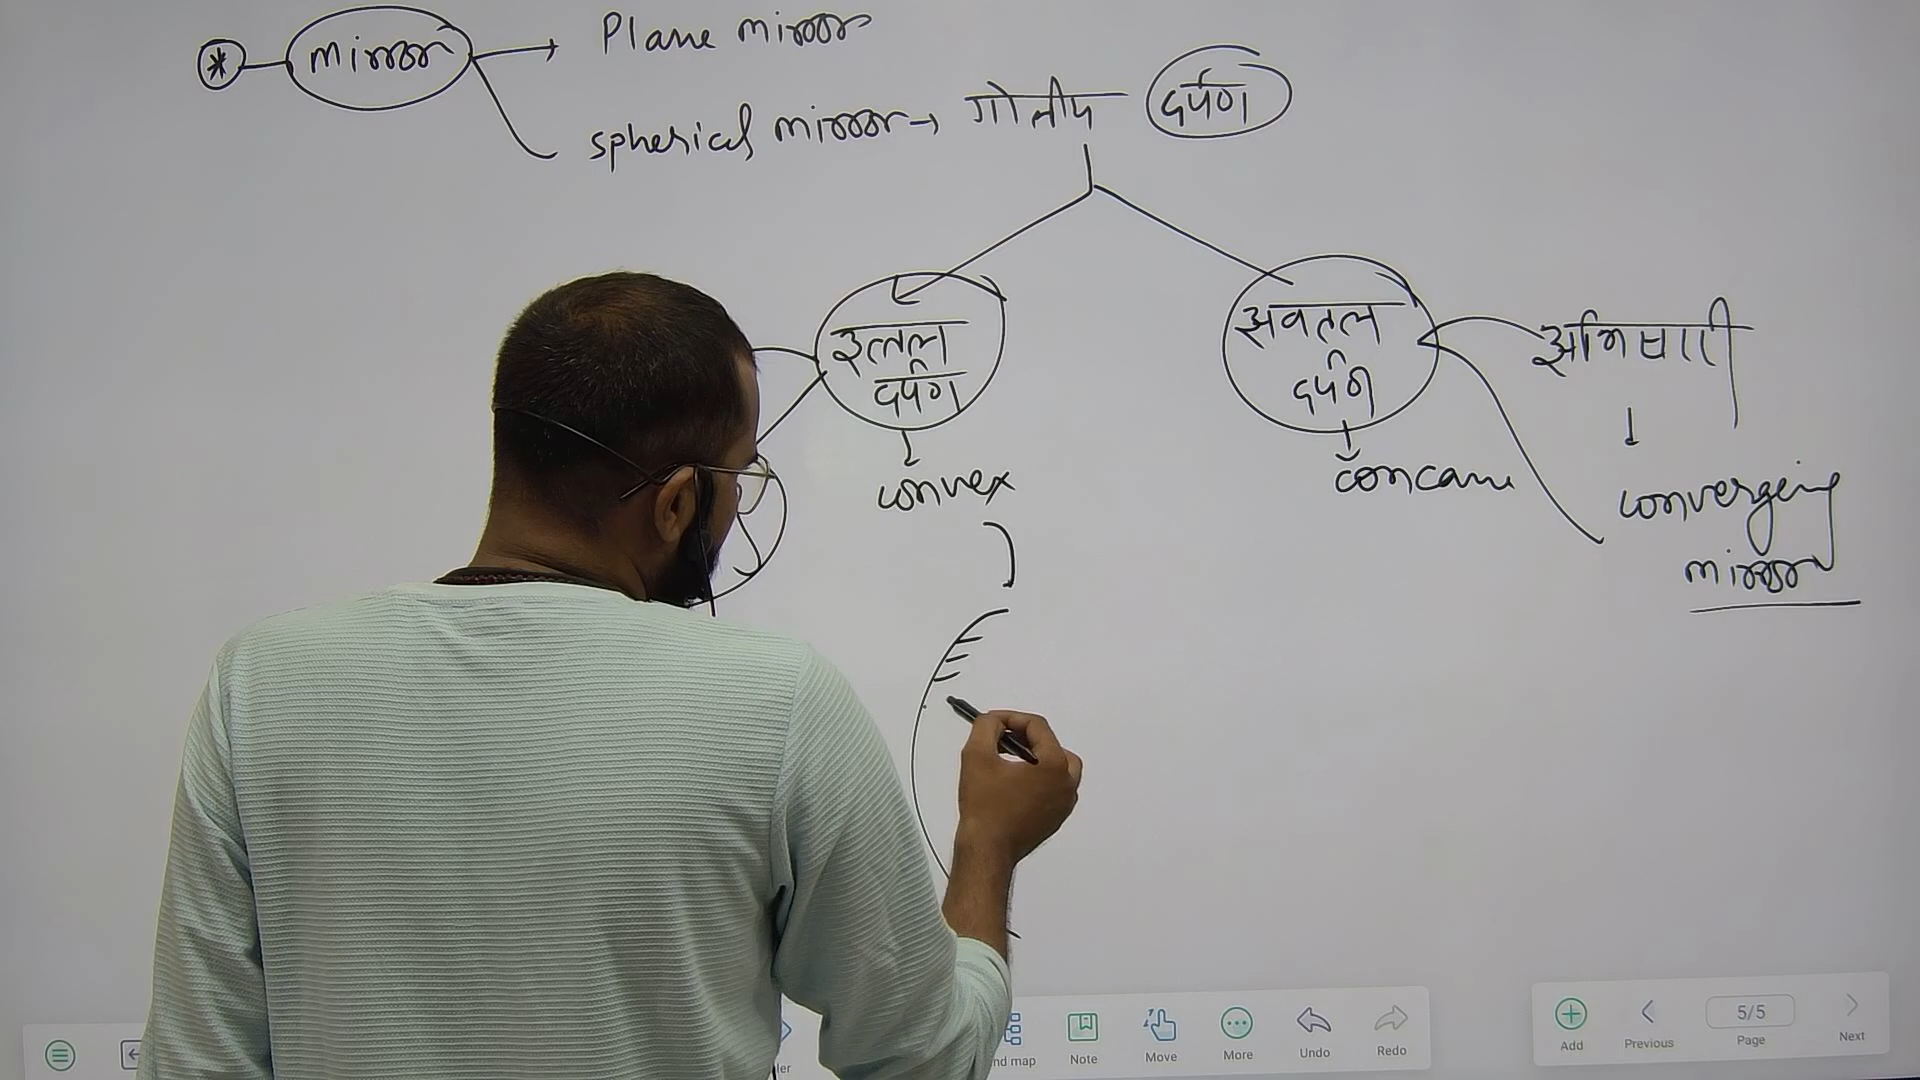 * mirror → Plane mirror
spherical mirror → गोलीय दर्पण
उत्तल
दर्पण
convex
अवतल
दर्पण
concave
अभिसारी
converging
mirror
Note
Move
More
Undo
Redo
Add
Previous
5/5
Page
Next